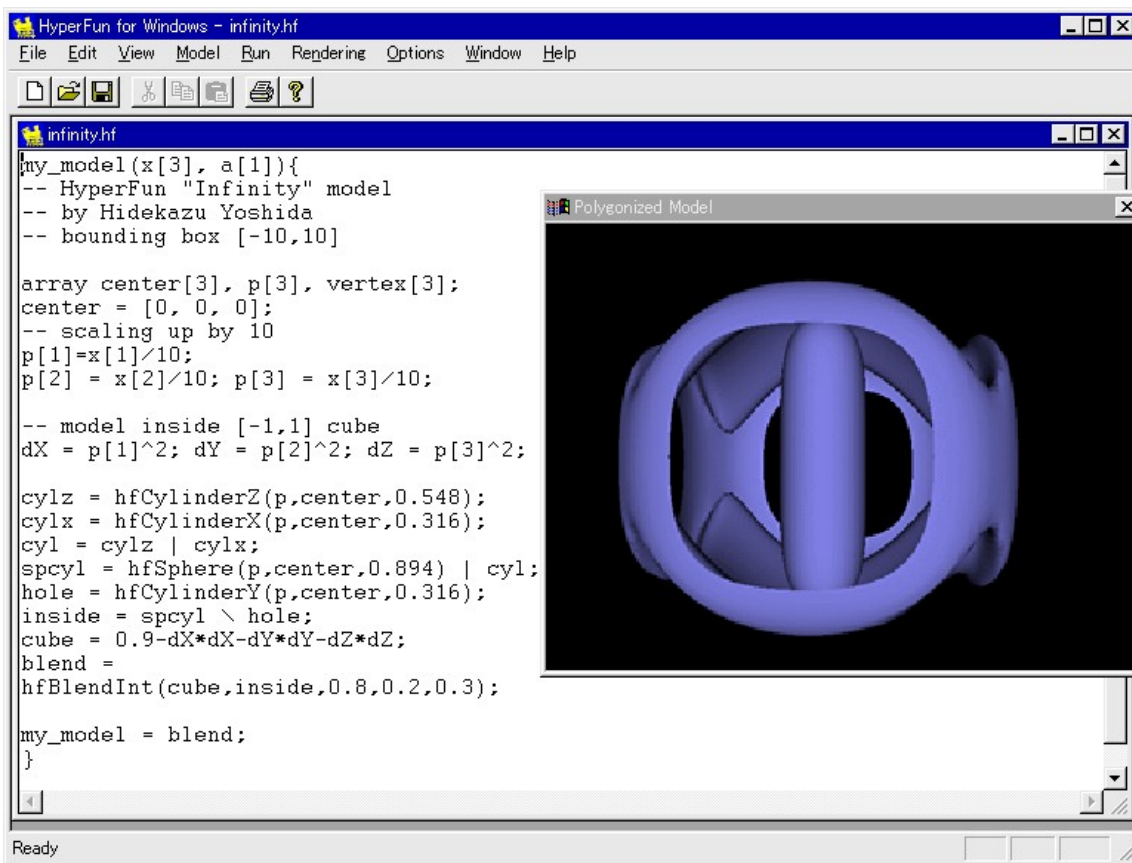 HyperFun for Windows - infinity.hf
File Edit View Model Run Rendering Options Window Help
infinity.hf
my_model(x[3], a[1]){
-- HyperFun "Infinity" model
-- by Hidekazu Yoshida
-- bounding box [-10,10]
array center[3], p[3], vertex[3];
center = [0, 0, 0];
-- scaling up by 10
p[1]=x[1]/10;
p[2] = x[2]/10; p[3] = x[3]/10;
-- model inside [-1,1] cube
dX = p[1]^2; dY = p[2]^2; dZ = p[3]^2;
cylz = hfCylinderZ(p,center,0.548);
cylx = hfCylinderX(p,center,0.316);
cyl = cylz | cylx;
spcyl = hfSphere(p,center,0.894) | cyl;
hole = hfCylinderY(p,center,0.316);
inside = spcyl \ hole;
cube = 0.9-dX*dX-dY*dY-dZ*dZ;
blend =
hfBlendInt(cube,inside,0.8,0.2,0.3);
my_model = blend;
}
Polygonized Model
Ready